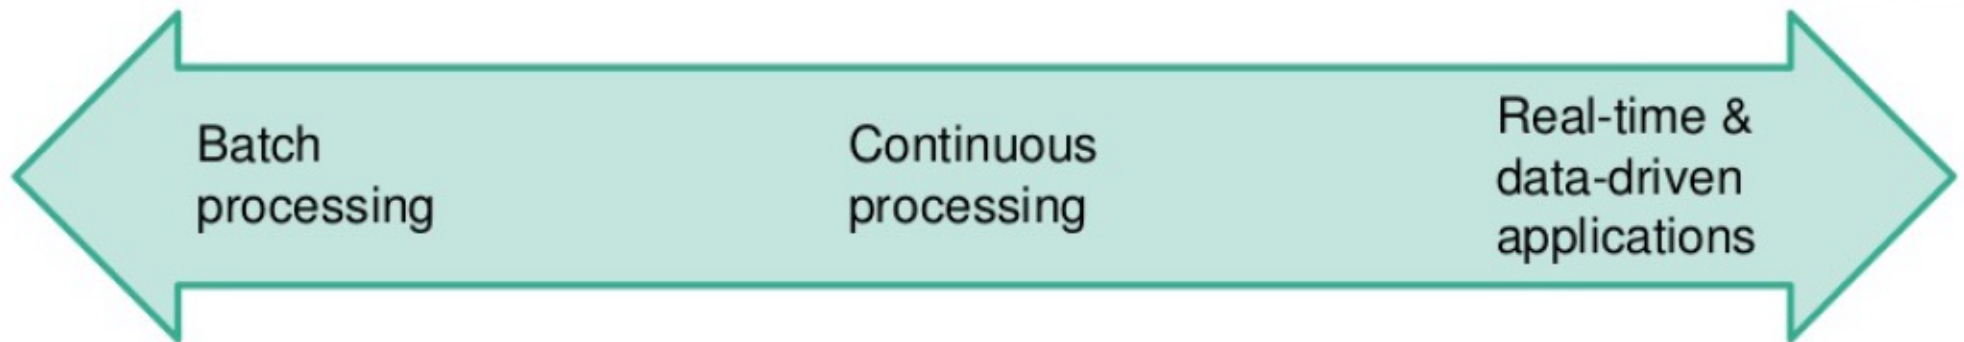 Batch
processing
Continuous
processing
Real-time &
data-driven
applications